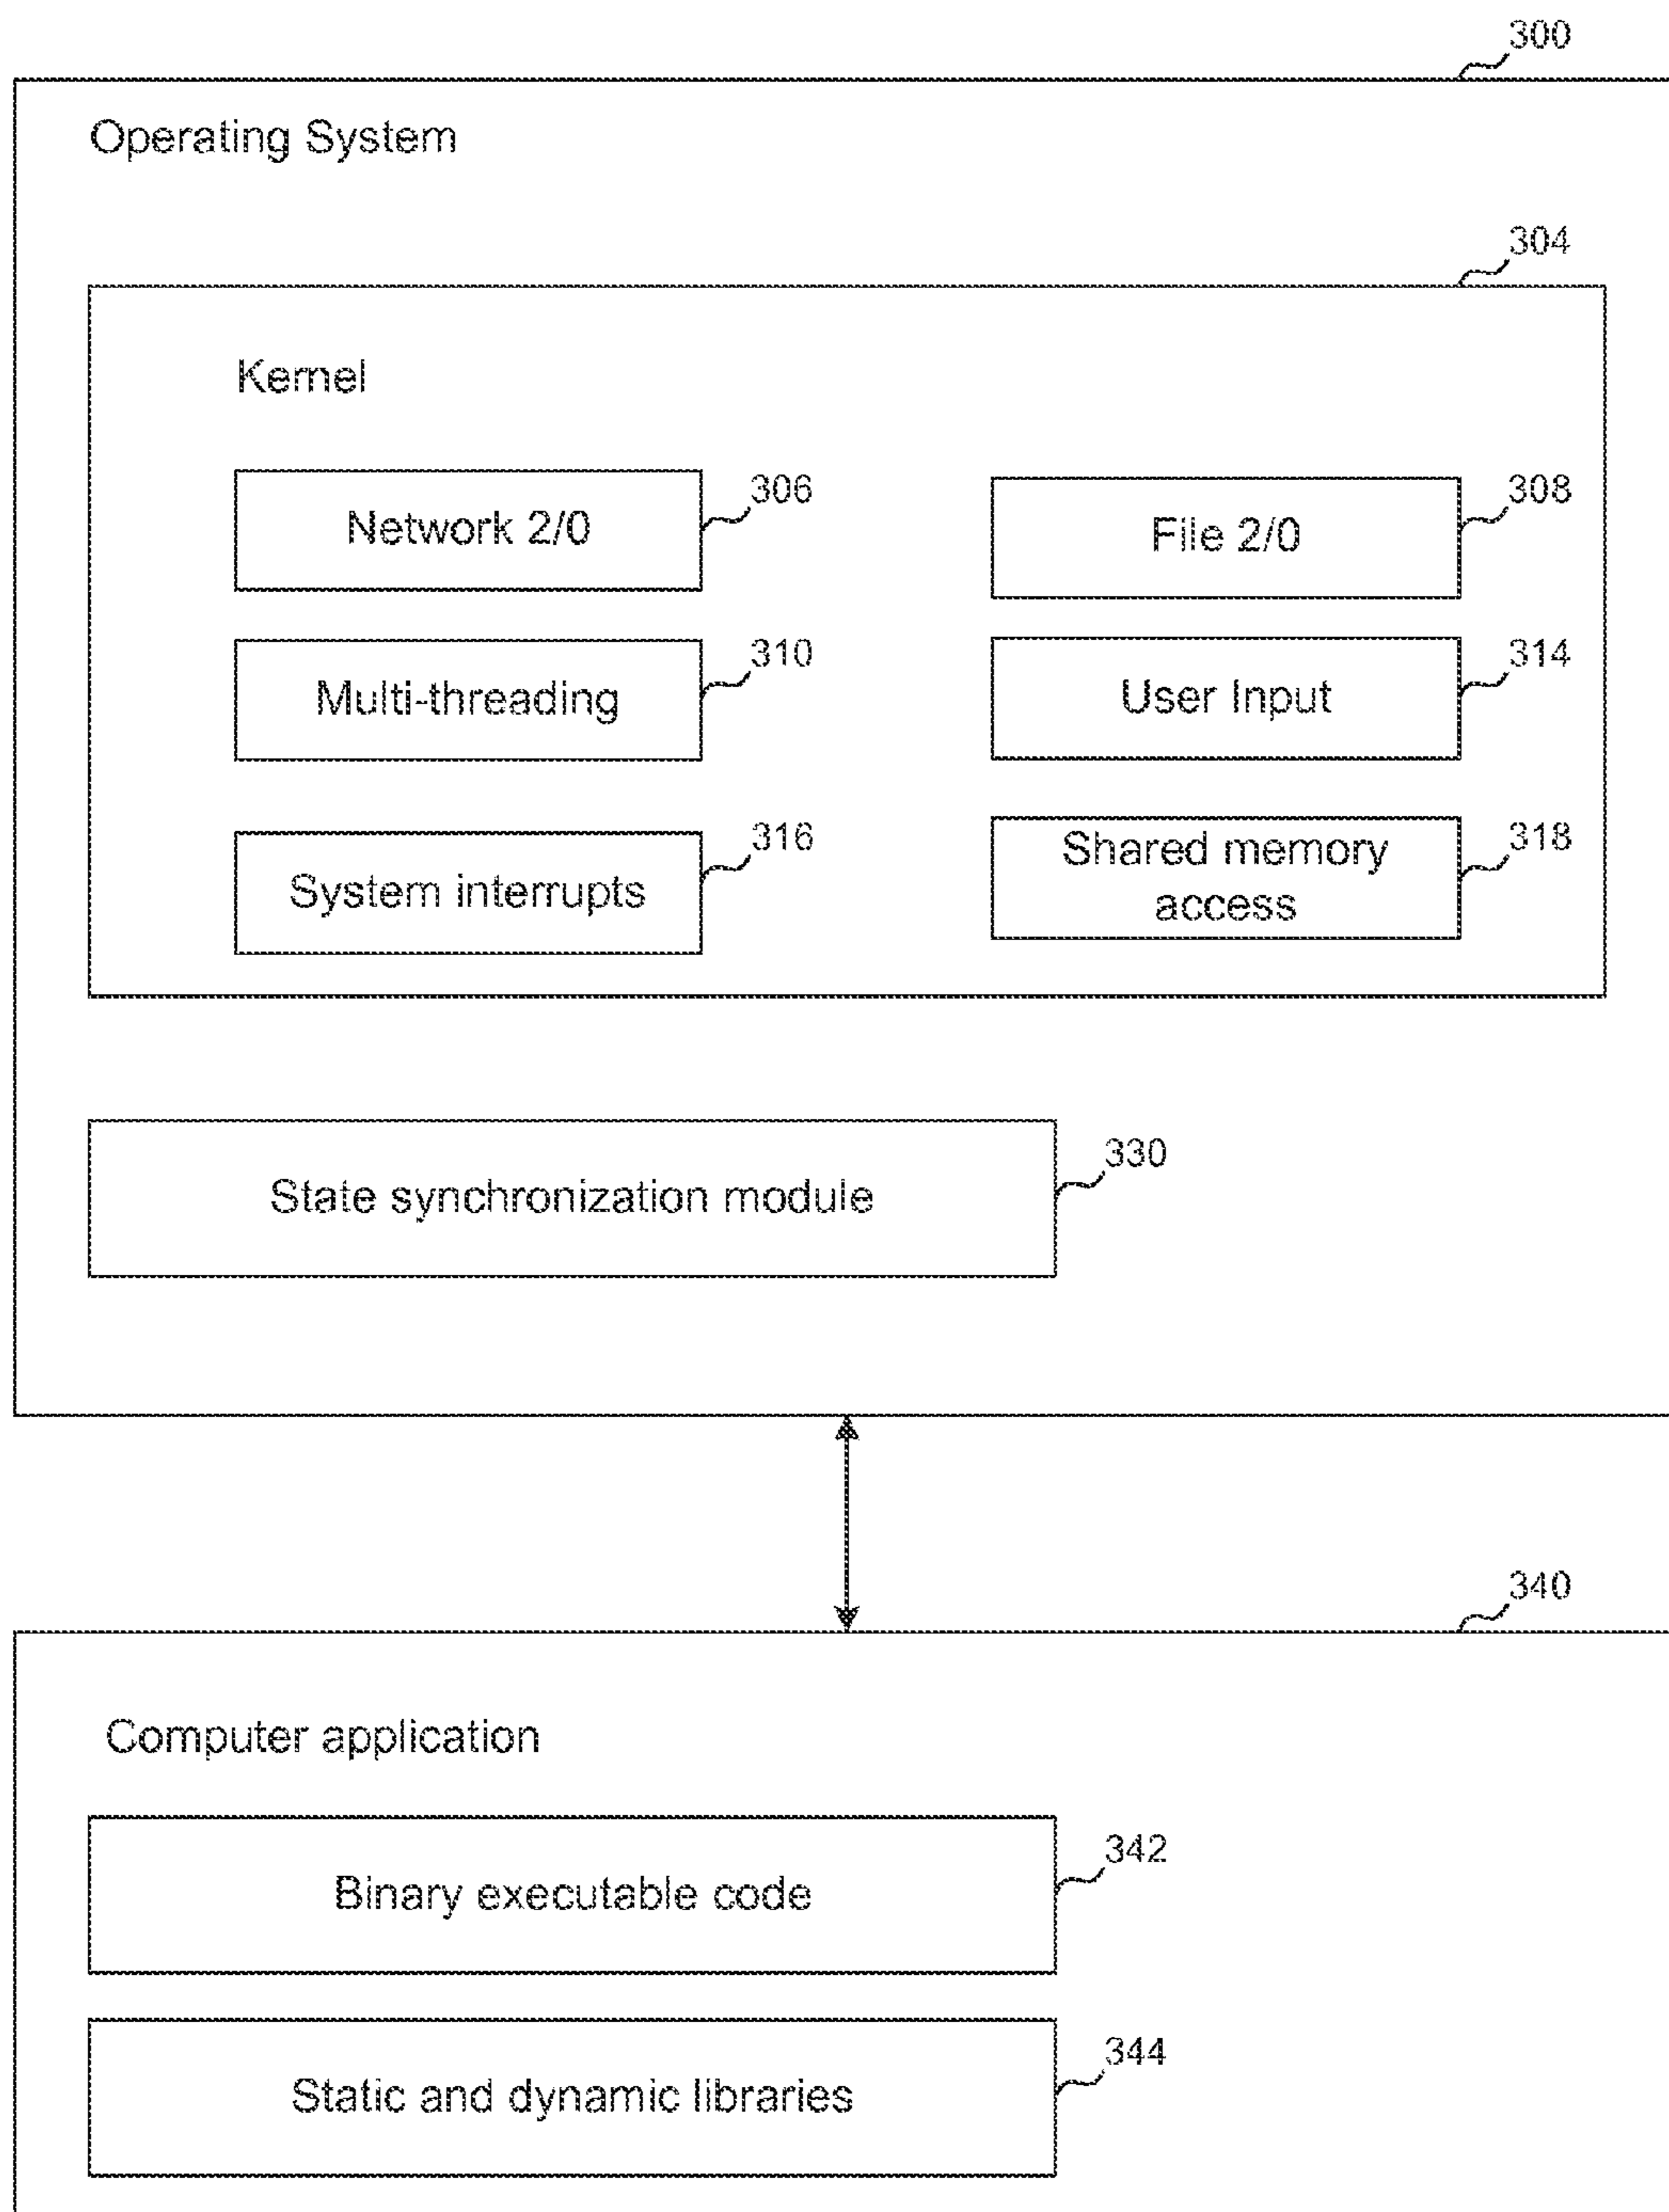 300
Operating System
304
Kernel
Network 2/0
306
File 2/0
308
Multi-threading
310
User Input
314
System interrupts
316
Shared memory
access
318
State synchronization module
330
340
Computer application
Binary executable code
342
Static and dynamic libraries
344